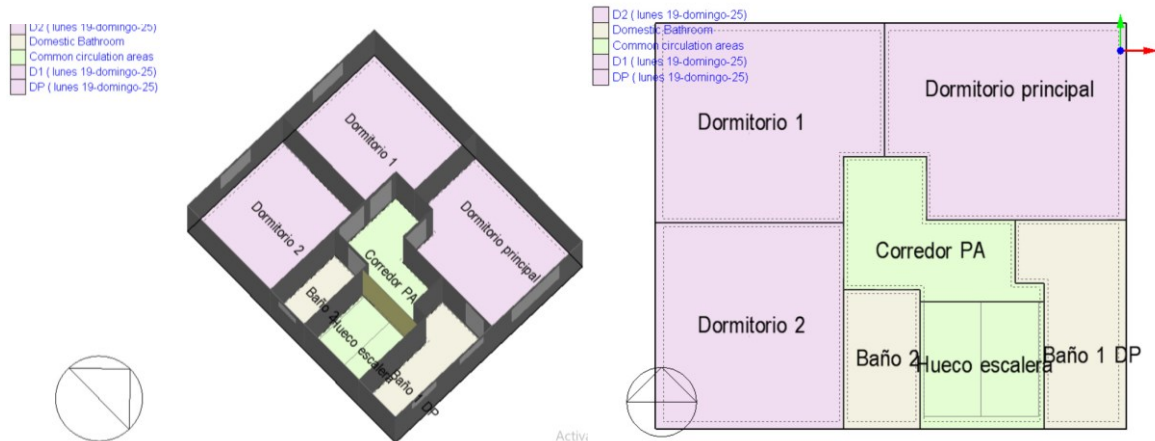 D2 ( lunes 19-domingo-25)
Domestic Bathroom
Common circulation areas
D1 ( lunes 19-domingo-25)
DP ( lunes 19-domingo-25)
Dormitorio 1
Dormitorio 2
Dormitorio principal
Corredor PA
Baño 2
Hueco escalera
Baño 1 DP
Activa
D2 ( lunes 19-domingo-25)
Domestic Bathroom
Common circulation areas
D1 ( lunes 19-domingo-25)
DP ( lunes 19-domingo-25)
Dormitorio principal
Dormitorio 1
Corredor PA
Dormitorio 2
Baño 2
Hueco escalera
Baño 1 DP